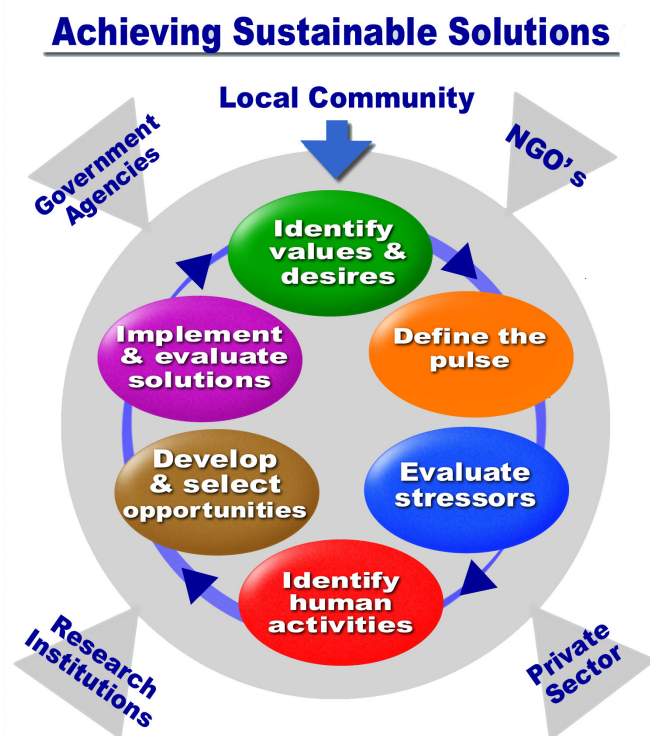 Achieving Sustainable Solutions
Local Community
Government
Agencies
NGO's
Identify
values &
desires
Define the
pulse
Evaluate
stressors
Identify
human
activities
Develop
& select
opportunities
Implement
& evaluate
solutions
Research
Institutions
Private
Sector